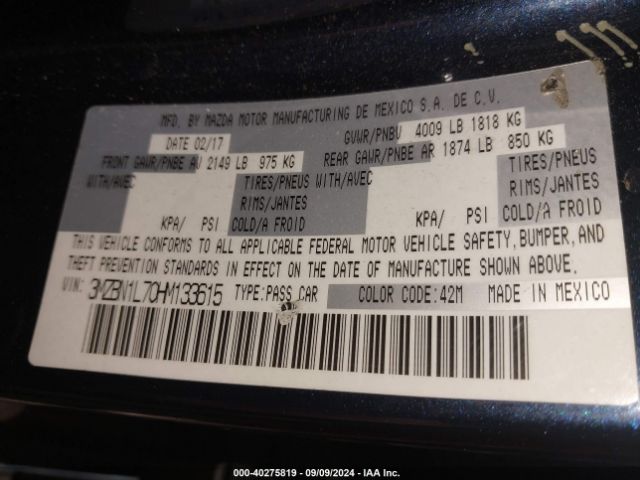 MFD. BY MAZDA MOTOR MANUFACTURING DE MEXICO S.A. DE C.V.
DATE 02/17 GVWR/PNBV 4009 LB 1818 KG
FRONT GAWR/PNBE AV 2149 LB 975 KG REAR GAWR/PNBE AR 1874 LB 850 KG
WITH/AVEC TIRES/PNEUS WITH/AVEC TIRES/PNEUS
RIMS/JANTES RIMS/JANTES
KPA/ PSI COLD/A FROID KPA/ PSI COLD/A FROID
THIS VEHICLE CONFORMS TO ALL APPLICABLE FEDERAL MOTOR VEHICLE SAFETY, BUMPER, AND
THEFT PREVENTION STANDARDS IN EFFECT ON THE DATE OF MANUFACTURE SHOWN ABOVE.
VIN: 3MZBN1L70HM133615 TYPE:PASS CAR COLOR CODE:42M MADE IN MEXICO
000-40275819 - 09/09/2024 - IAA Inc.